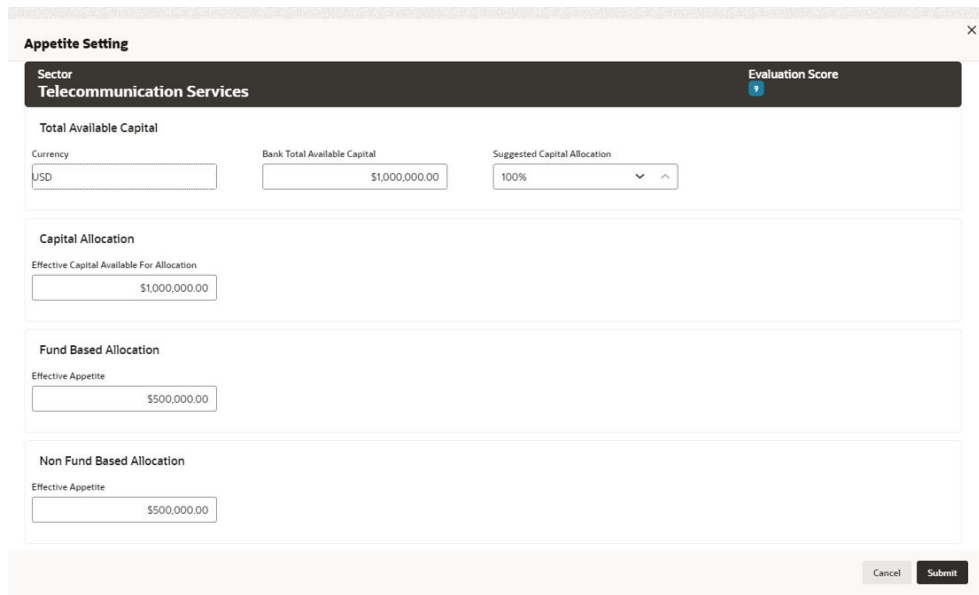 Appetite Setting
Sector
Evaluation Score
Telecommunication Services
9
Total Available Capital
Currency
Bank Total Available Capital
Suggested Capital Allocation
USD
$1,000,000.00
100%
Capital Allocation
Effective Capital Available For Allocation
$1,000,000.00
Fund Based Allocation
Effective Appetite
$500,000.00
Non Fund Based Allocation
Effective Appetite
$500,000.00
Cancel
Submit